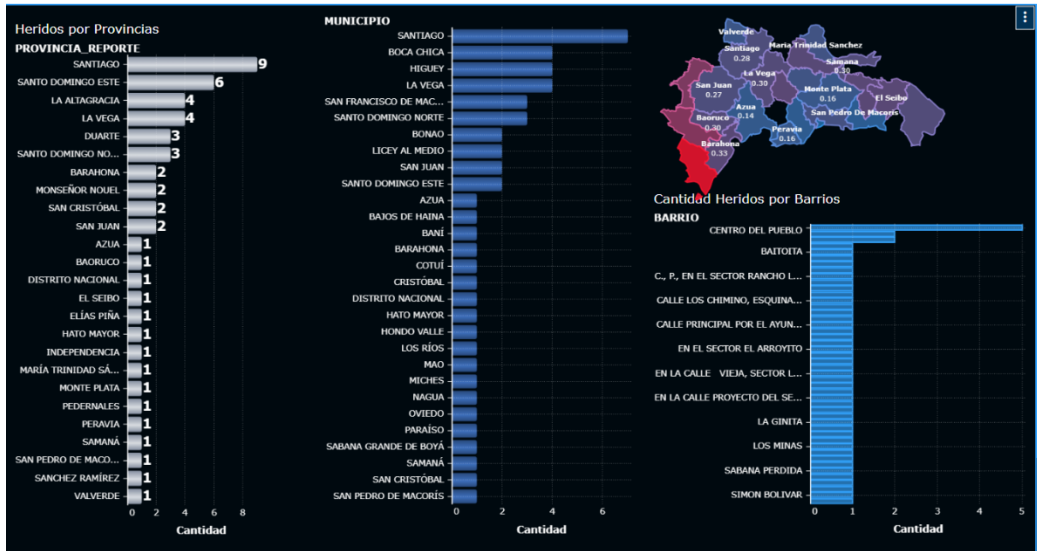 Heridos por Provincias
PROVINCIA_REPORTE
SANTIAGO 9
SANTO DOMINGO ESTE 6
LA ALTAGRACIA 4
LA VEGA 4
DUARTE 3
SANTO DOMINGO NO... 3
BARAHONA 2
MONSEÑOR NOUEL 2
SAN CRISTÓBAL 2
SAN JUAN 2
AZUA 1
BAORUCO 1
DISTRITO NACIONAL 1
EL SEIBO 1
ELÍAS PIÑA 1
HATO MAYOR 1
INDEPENDENCIA 1
MARÍA TRINIDAD SÁ... 1
MONTE PLATA 1
PEDERNALES 1
PERAVIA 1
SAMANÁ 1
SAN PEDRO DE MACO... 1
SANCHEZ RAMÍREZ 1
VALVERDE 1
0 2 4 6 8
Cantidad
MUNICIPIO
SANTIAGO
BOCA CHICA
HIGUEY
LA VEGA
SAN FRANCISCO DE MAC...
SANTO DOMINGO NORTE
BONAO
LICEY AL MEDIO
SAN JUAN
SANTO DOMINGO ESTE
AZUA
BAJOS DE HAINA
BANÍ
BARAHONA
COTUÍ
CRISTÓBAL
DISTRITO NACIONAL
HATO MAYOR
HONDO VALLE
LOS RÍOS
MAO
MICHES
NAGUA
OVIEDO
PARAÍSO
SABANA GRANDE DE BOYÁ
SAMANÁ
SAN CRISTÓBAL
SAN PEDRO DE MACORÍS
0 2 4 6
Cantidad
Valverde
Santiago
0.28
Maria Trinidad Sanchez
Samana
0.30
La Vega
0.30
San Juan
0.27
Monte Plata
0.16
El Seibo
Azua
0.14
San Pedro De Macoris
Baoruco
0.30
Peravia
0.16
Barahona
0.33
Cantidad Heridos por Barrios
BARRIO
CENTRO DEL PUEBLO
BAITOITA
C., P., EN EL SECTOR RANCHO L...
CALLE LOS CHIMINO, ESQUINA...
CALLE PRINCIPAL POR EL AYUN...
EN EL SECTOR EL ARROYITO
EN LA CALLE VIEJA, SECTOR L...
EN LA CALLE PROYECTO DEL SE...
LA GINITA
LOS MINAS
SABANA PERDIDA
SIMON BOLIVAR
0 1 2 3 4 5
Cantidad